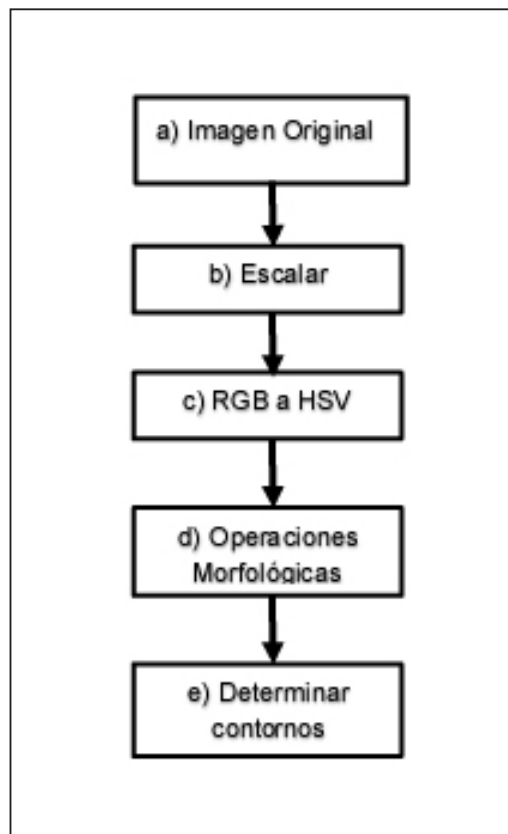 a) Imagen Original
b) Escalar
c) RGB a HSV
d) Operaciones
Morfológicas
e) Determinar
contornos